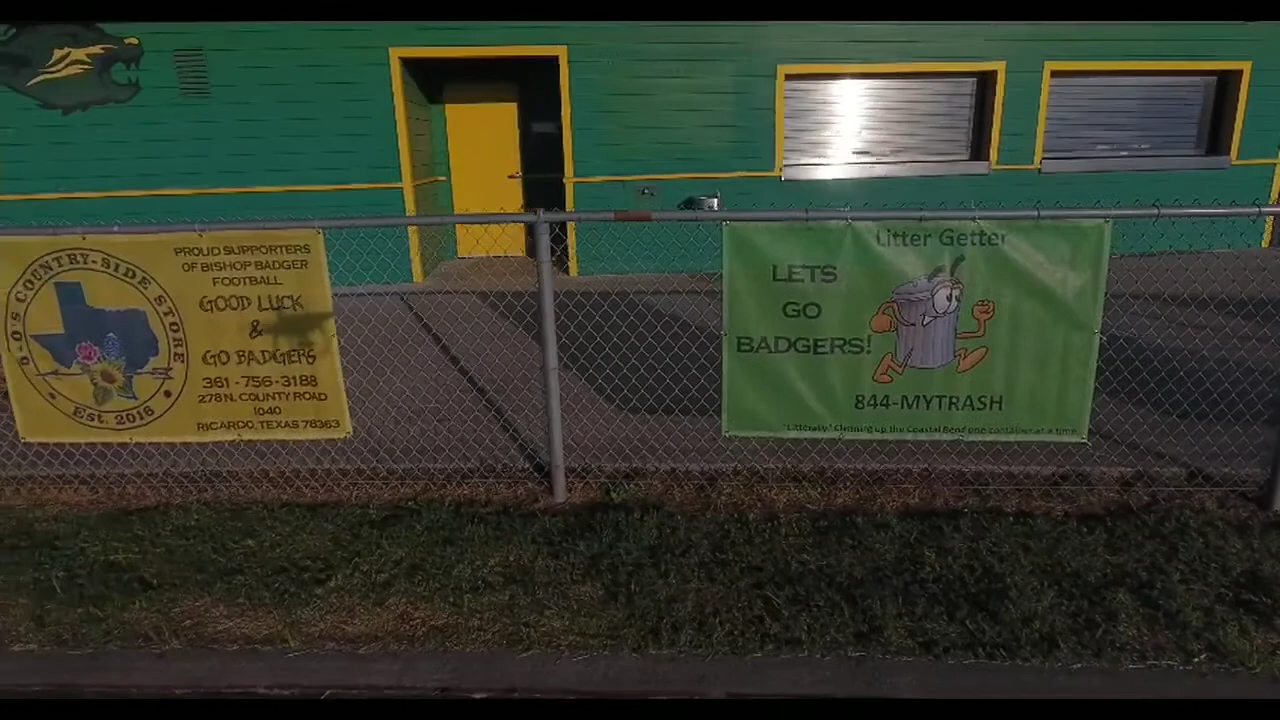 COUNTRY-SIDE STORE
Est. 2016
PROUD SUPPORTERS
OF BISHOP BADGER
FOOTBALL
GOOD LUCK
&
GO BADGERS
361-756-3188
278 N. COUNTY ROAD
1040
RICARDO, TEXAS 78363
Litter Getter
LETS
GO
BADGERS!
844-MYTRASH
"Litterally" Cleaning up the Coastal Bend one container at a time.